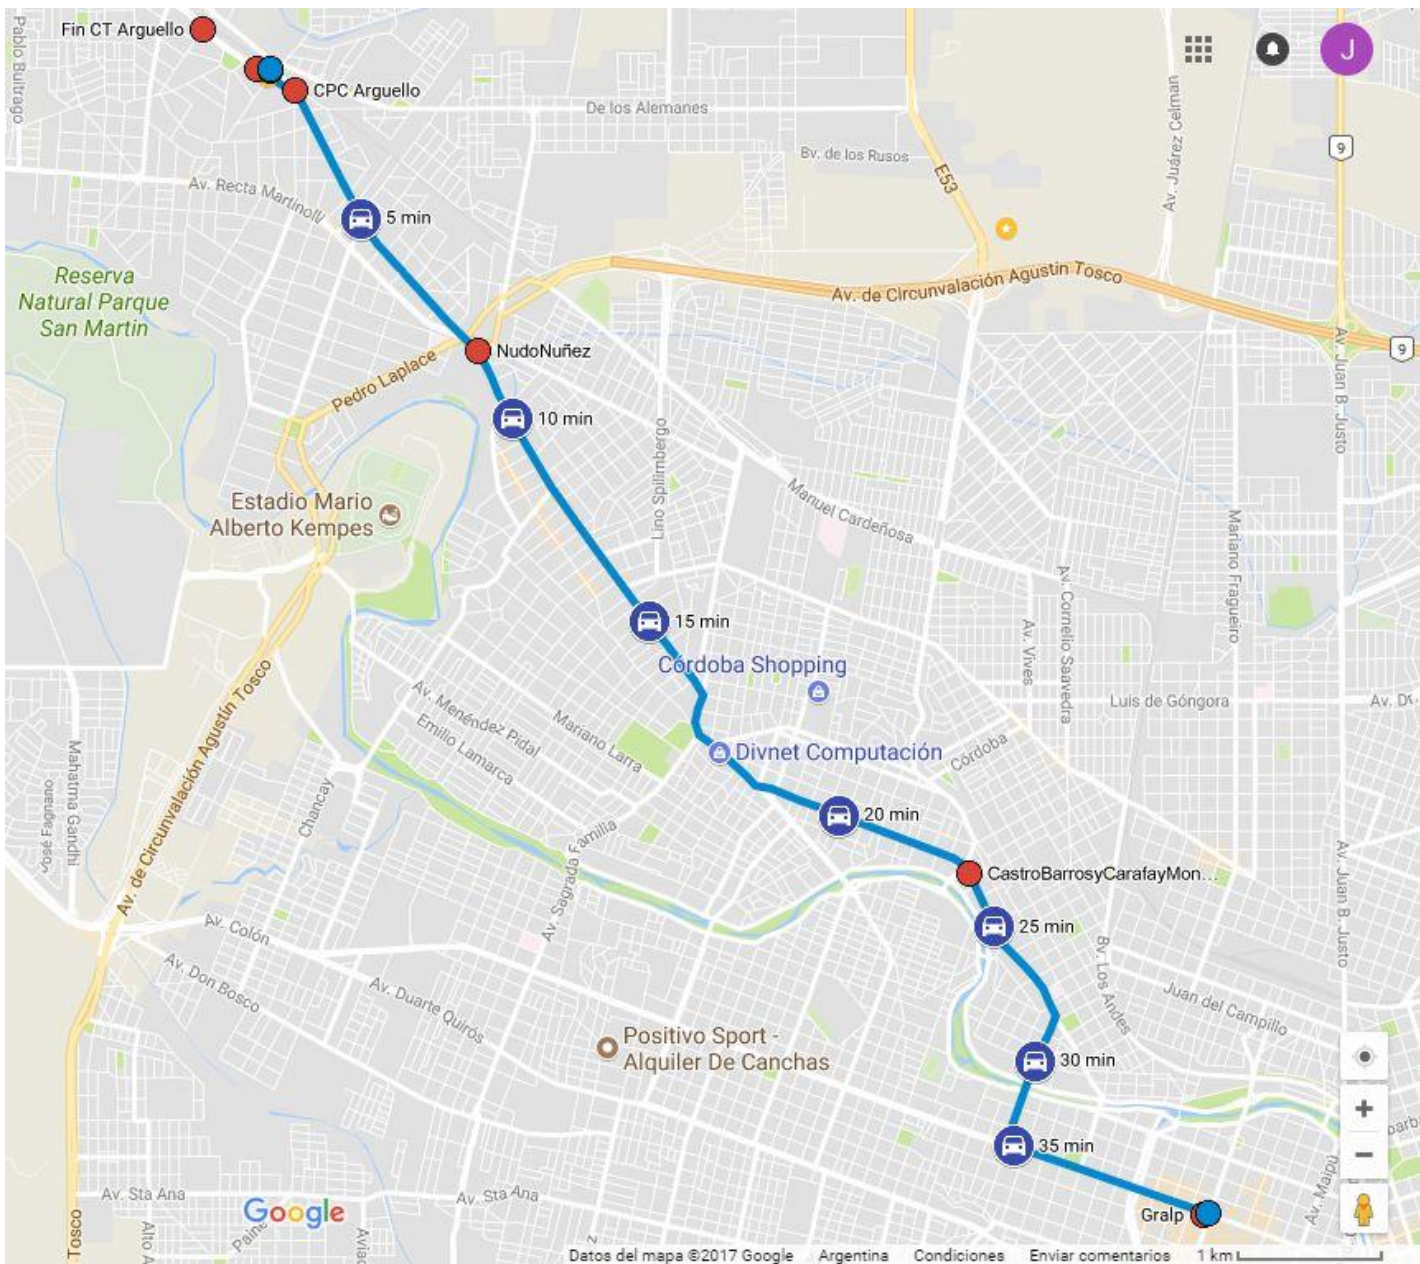 Pablo Buitrago
Fin CT Arguello
CPC Arguello
De los Alemanes
Bv. de los Rusos
E53
Av. Juárez Celman
J
9
Av. Recta Martinolli
5 min
Reserva
Natural Parque
San Martin
Av. de Circunvalación Agustin Tosco
9
Av. Juan B. Justo
NudoNuñez
Pedro Laplace
10 min
Lino Spilimbergo
Manuel Cardeñosa
Mariano Fragueiro
Estadio Mario
Alberto Kempes
Av. Cornelio Saavedra
Av. Vives
15 min
Córdoba Shopping
Luis de Góngora
Av. de Circunvalación Agustín Tosco
Av. Menéndez Pidal
Emilio Lamarca
Mariano Larra
Divnet Computación
Córdoba
José Fagnano
Mahatma Gandhi
Chancay
20 min
Av. Sagrada Familia
CastroBarrosyCarafayMon...
Av. Juan B. Justo
25 min
Av. Colón
Av. Don Bosco
Av. Duarte Quirós
Bv. Los Andes
Juan del Campillo
Positivo Sport -
Alquiler De Canchas
30 min
35 min
Av. Sta Ana
Av. Sta Ana
Gralp
Av. Maipú
Tosco
Alto A
Google
Datos del mapa ©2017 Google Argentina Condiciones Enviar comentarios 1 km